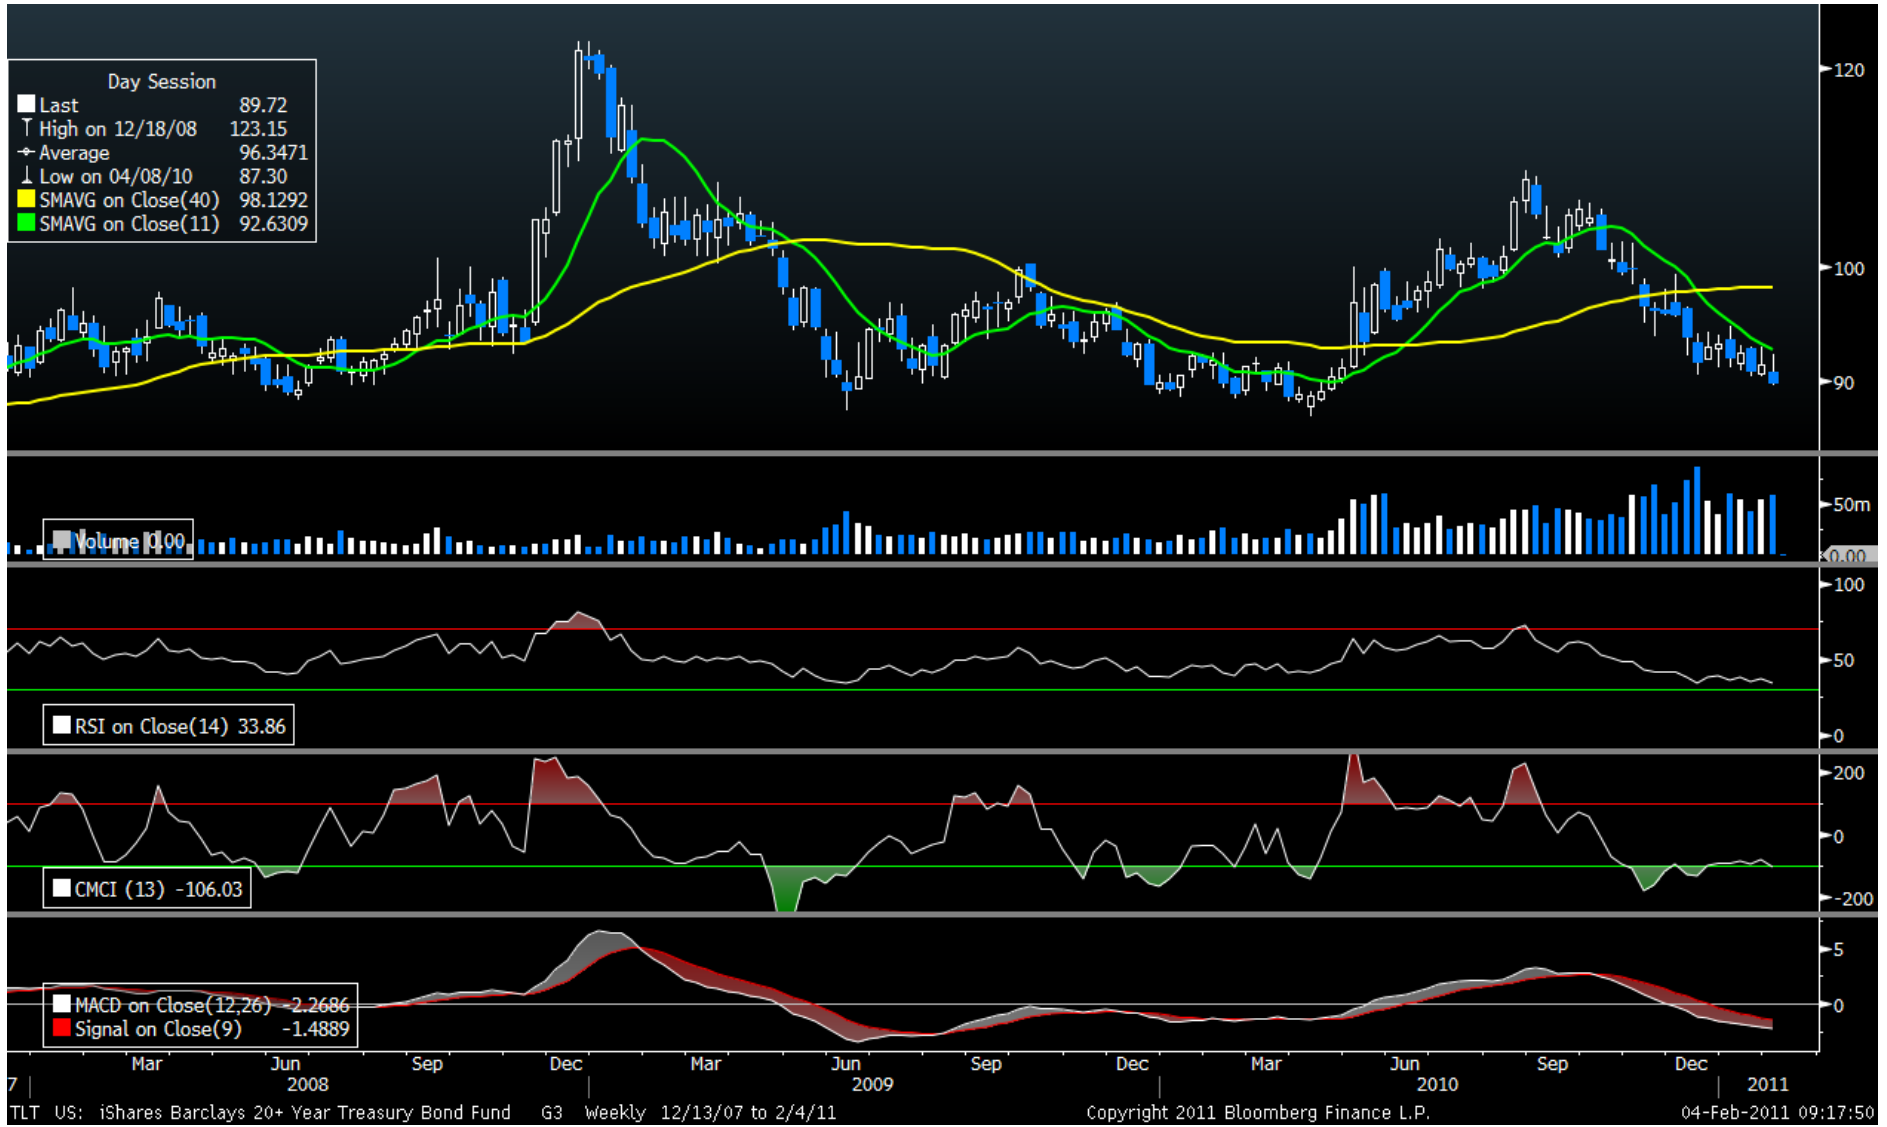 Day Session
Last 89.72
High on 12/18/08 123.15
Average 96.3471
Low on 04/08/10 87.30
SMAVG on Close(40) 98.1292
SMAVG on Close(11) 92.6309
120
100
90
Volume 0.00
50m
0.00
100
50
0
RSI on Close(14) 33.86
200
0
-200
CMCI (13) -106.03
5
0
MACD on Close(12,26) -2.2686
Signal on Close(9) -1.4889
Mar Jun Sep Dec Mar Jun Sep Dec Mar Jun Sep Dec
7 2008 2009 2010 2011
TLT US: iShares Barclays 20+ Year Treasury Bond Fund G3 Weekly 12/13/07 to 2/4/11 Copyright 2011 Bloomberg Finance L.P. 04-Feb-2011 09:17:50